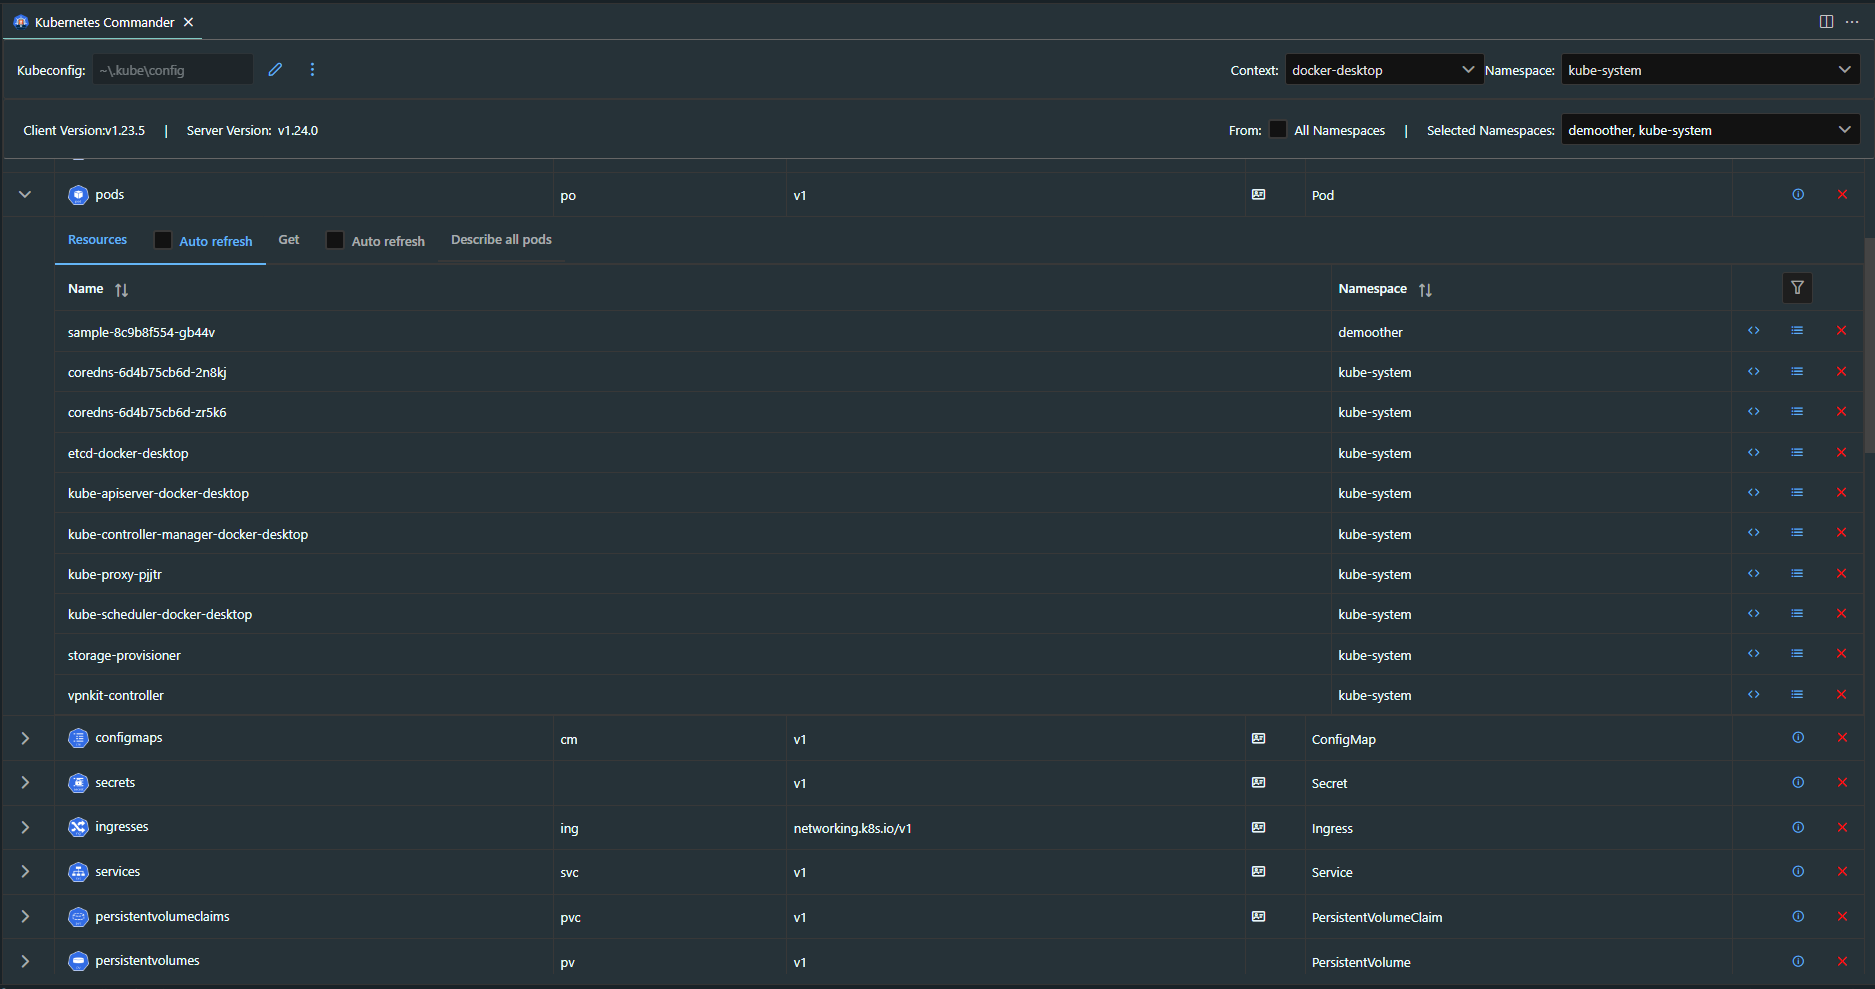 Kubernetes Commander
Kubeconfig: ~\.kube\config Context: docker-desktop Namespace: kube-system
Client Version:v1.23.5 | Server Version: v1.24.0 From: All Namespaces | Selected Namespaces: demoother, kube-system
pods po v1 Pod
Resources Auto refresh Get Auto refresh Describe all pods
Name Namespace
sample-8c9b8f554-gb44v demoother
coredns-6d4b75cb6d-2n8kj kube-system
coredns-6d4b75cb6d-zr5k6 kube-system
etcd-docker-desktop kube-system
kube-apiserver-docker-desktop kube-system
kube-controller-manager-docker-desktop kube-system
kube-proxy-pjjtr kube-system
kube-scheduler-docker-desktop kube-system
storage-provisioner kube-system
vpnkit-controller kube-system
configmaps cm v1 ConfigMap
secrets v1 Secret
ingresses ing networking.k8s.io/v1 Ingress
services svc v1 Service
persistentvolumeclaims pvc v1 PersistentVolumeClaim
persistentvolumes pv v1 PersistentVolume